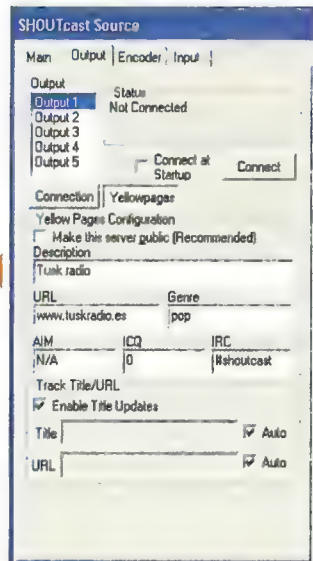 SHOUTcast Source
Main Output Encoder Input
Output
Output 1
Output 2
Output 3
Output 4
Output 5
Status
Not Connected
Connect at Startup
Connect
Connection Yellowpages
Yellow Pages Configuration
Make this server public (Recommended)
Description
Tusk radio
URL Genre
www.tuskradio.es pop
AIM ICQ IRC
N/A 0 #shoutcast
Track Title/URL
Enable Title Updates
Title Auto
URL Auto